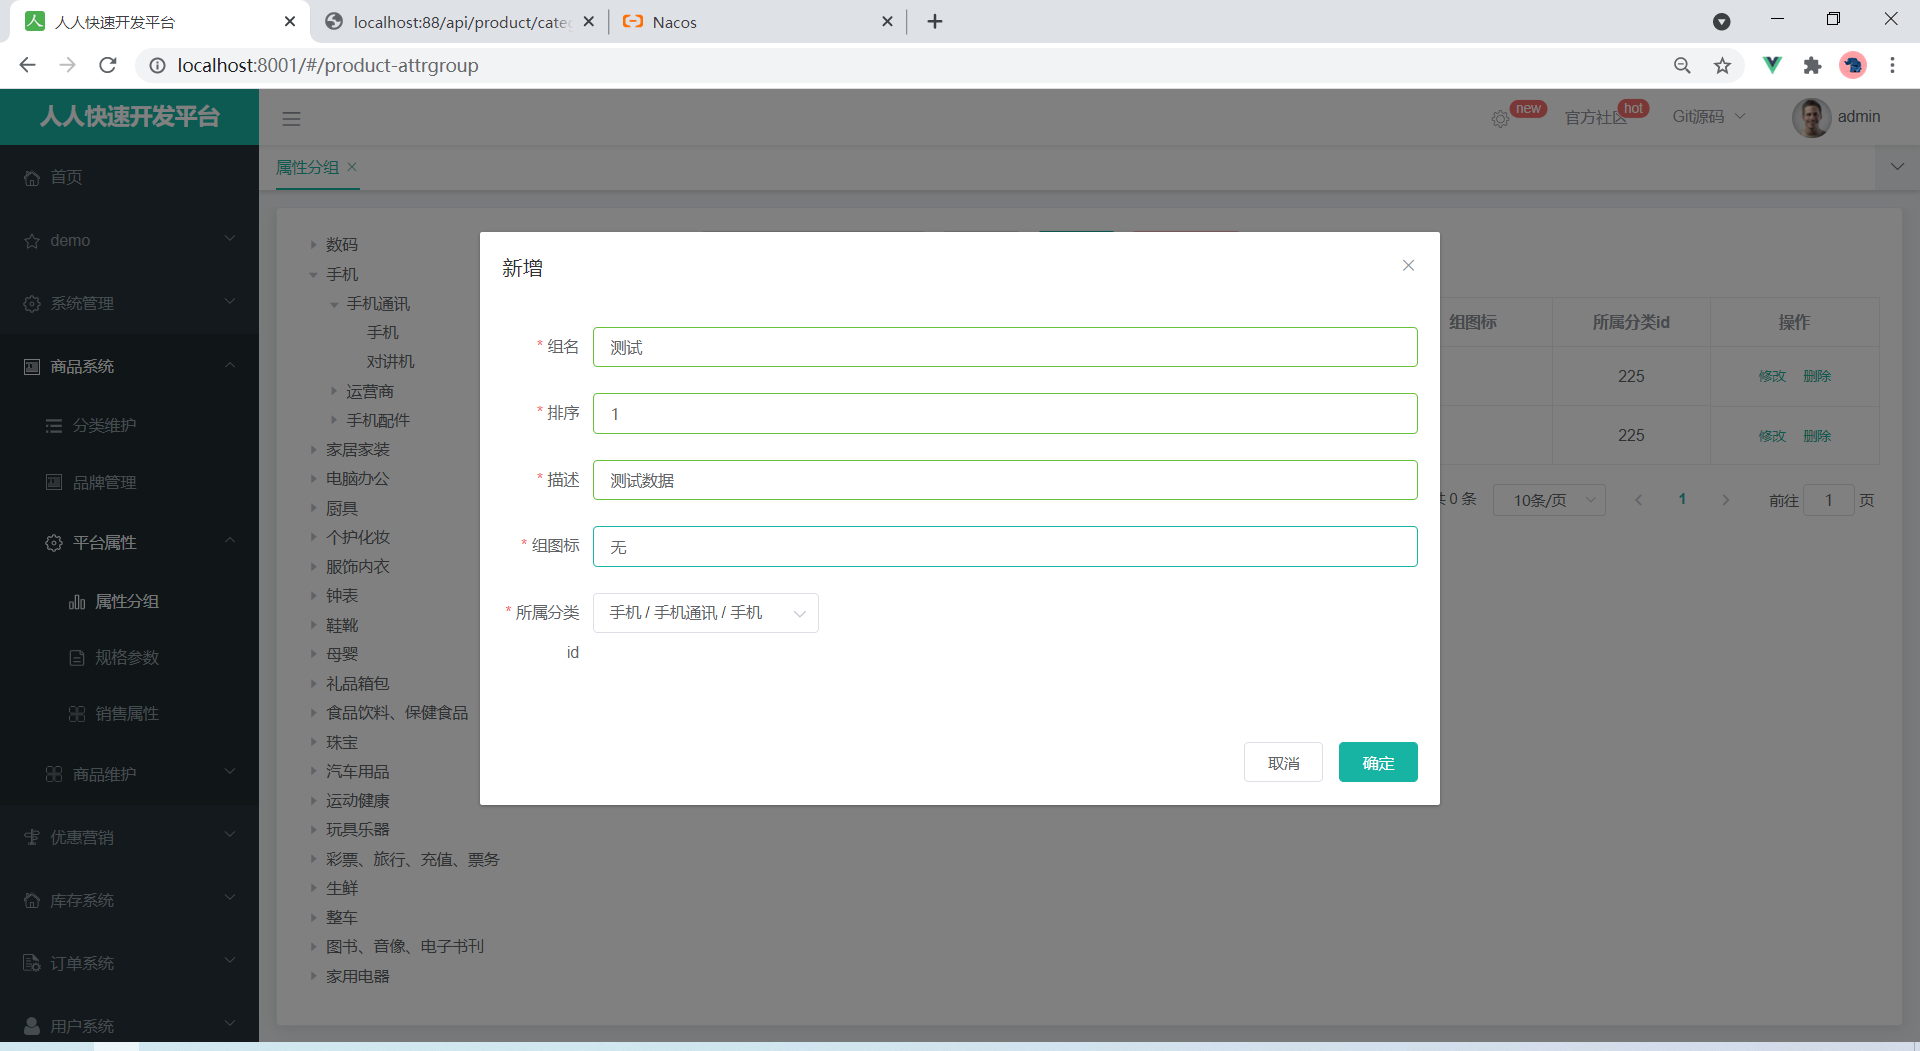 人人快速开发平台
localhost:88/api/product/cate
Nacos
localhost:8001/#/product-attrgroup
人人快速开发平台
new
官方社区
hot
Git源码
admin
属性分组
首页
demo
系统管理
商品系统
分类维护
品牌管理
平台属性
属性分组
规格参数
销售属性
商品维护
优惠营销
库存系统
订单系统
用户系统
数码
手机
手机通讯
手机
对讲机
运营商
手机配件
家居家装
电脑办公
厨具
个护化妆
服饰内衣
钟表
鞋靴
母婴
礼品箱包
食品饮料、保健食品
珠宝
汽车用品
运动健康
玩具乐器
彩票、旅行、充值、票务
生鲜
整车
图书、音像、电子书刊
家用电器
新增
* 组名 测试
* 排序 1
* 描述 测试数据
* 组图标 无
* 所属分类 手机 / 手机通讯 / 手机
id
取消 确定
组图标 所属分类id 操作
225 修改 删除
225 修改 删除
共 0 条 10条/页 1 前往 1 页